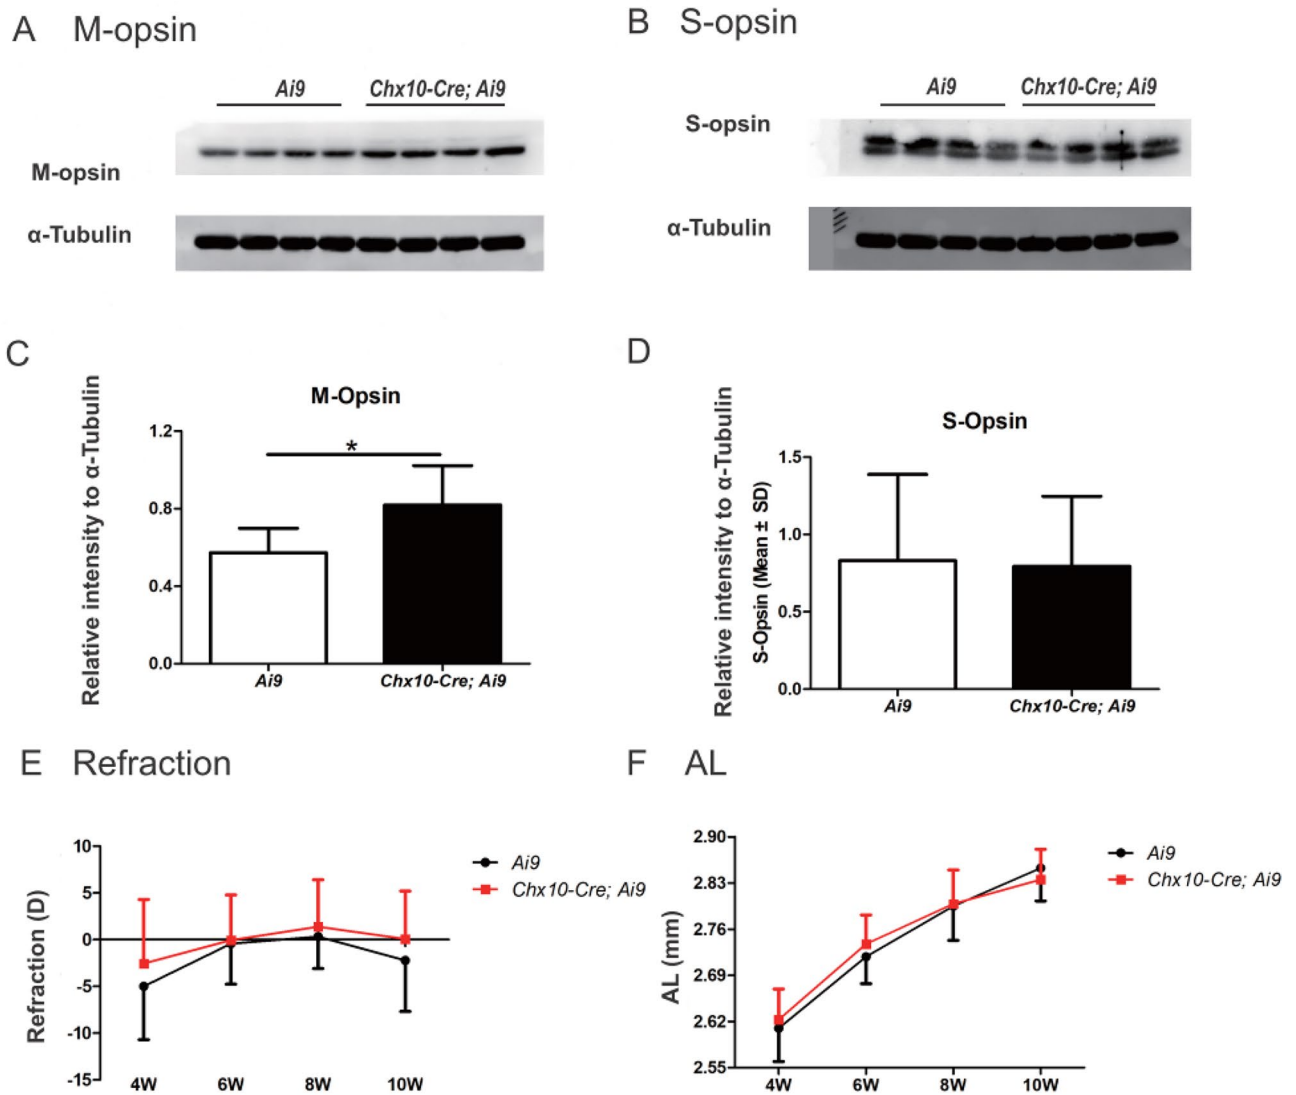 A M-opsin
Ai9 Chx10-Cre; Ai9
M-opsin
α-Tubulin
B S-opsin
Ai9 Chx10-Cre; Ai9
S-opsin
α-Tubulin
C
M-Opsin
Relative intensity to α-Tubulin
1.2
0.8
0.4
0.0
*
Ai9 Chx10-Cre; Ai9
D
S-Opsin
Relative intensity to α-Tubulin
S-Opsin (Mean ± SD)
1.5
1.0
0.5
0.0
Ai9 Chx10-Cre; Ai9
E Refraction
Refraction (D)
10
5
0
-5
-10
-15
4W 6W 8W 10W
Ai9
Chx10-Cre; Ai9
F AL
AL (mm)
2.90
2.83
2.76
2.69
2.62
2.55
4W 6W 8W 10W
Ai9
Chx10-Cre; Ai9